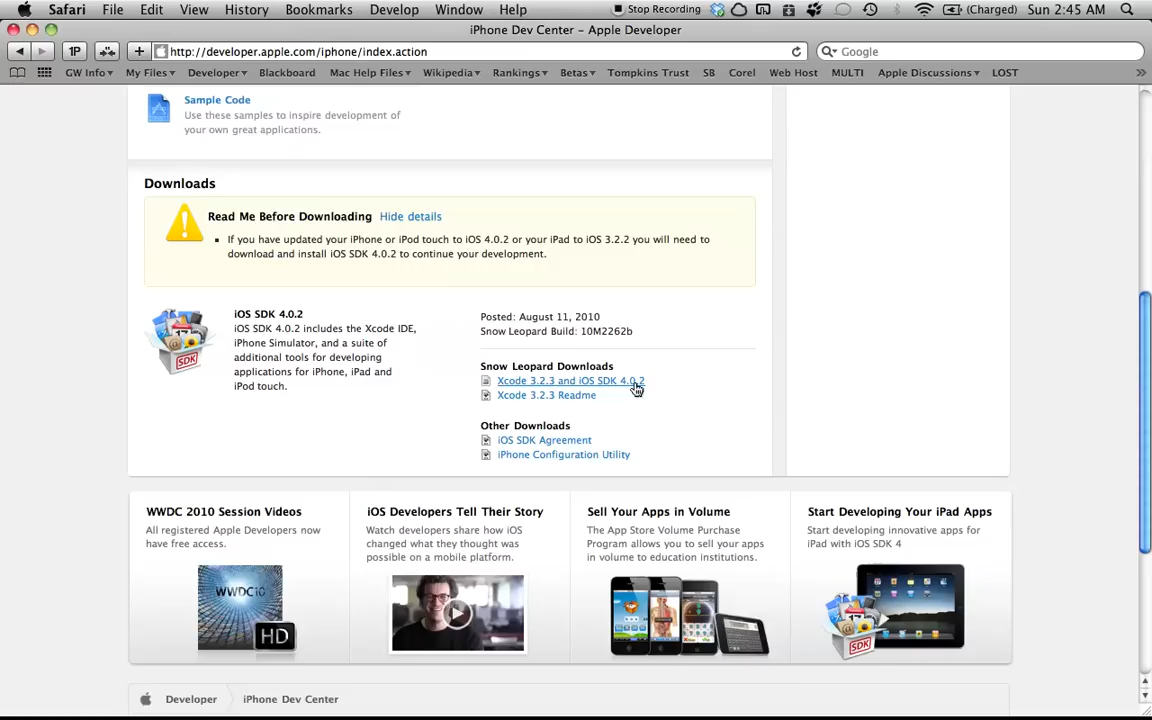 Safari File Edit View History Bookmarks Develop Window Help Stop Recording (Charged) Sun 2:45 AM
iPhone Dev Center – Apple Developer
1P http://developer.apple.com/iphone/index.action Google
GW Info My Files Developer Blackboard Mac Help Files Wikipedia Rankings Betas Tompkins Trust SB Corel Web Host MULTI Apple Discussions LOST
Sample Code
Use these samples to inspire development of
your own great applications.
Downloads
Read Me Before Downloading Hide details
If you have updated your iPhone or iPod touch to iOS 4.0.2 or your iPad to iOS 3.2.2 you will need to
download and install iOS SDK 4.0.2 to continue your development.
iOS SDK 4.0.2
iOS SDK 4.0.2 includes the Xcode IDE,
iPhone Simulator, and a suite of
additional tools for developing
applications for iPhone, iPad and
iPod touch.
SDK
Posted: August 11, 2010
Snow Leopard Build: 10M2262b
Snow Leopard Downloads
Xcode 3.2.3 and iOS SDK 4.0.2
Xcode 3.2.3 Readme
Other Downloads
iOS SDK Agreement
iPhone Configuration Utility
WWDC 2010 Session Videos
All registered Apple Developers now
have free access.
WWDC10
HD
iOS Developers Tell Their Story
Watch developers share how iOS
changed what they thought was
possible on a mobile platform.
Sell Your Apps in Volume
The App Store Volume Purchase
Program allows you to sell your apps
in volume to education institutions.
Start Developing Your iPad Apps
Start developing innovative apps for
iPad with iOS SDK 4
SDK
Developer iPhone Dev Center